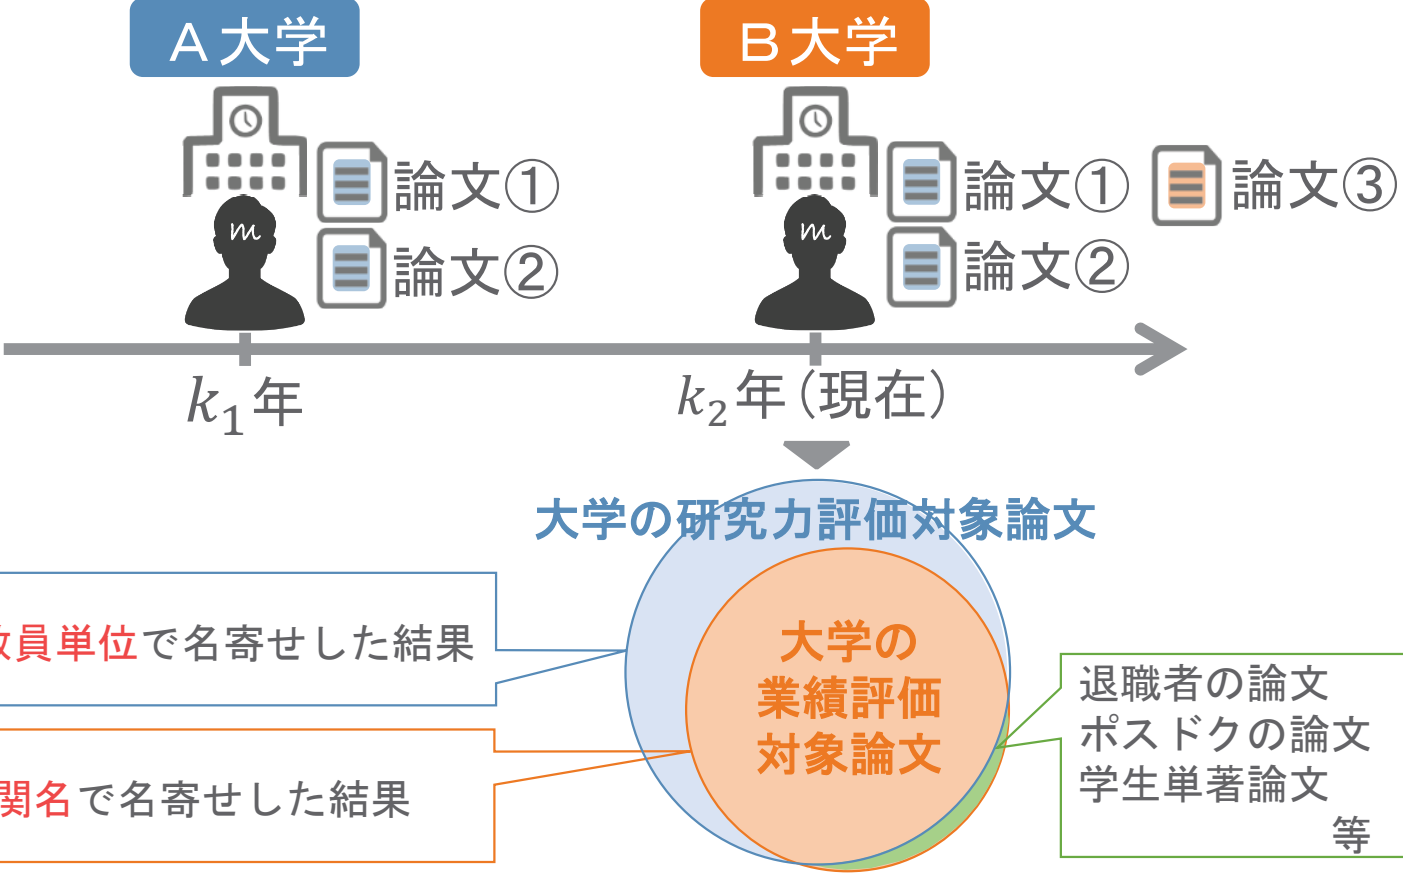 A大学
B大学
m
論文①
論文②
m
論文①
論文②
論文③
k₁年
k₂年(現在)
大学の研究力評価対象論文
員単位で名寄せした結果
大学の
業績評価
対象論文
関名で名寄せした結果
退職者の論文
ポスドクの論文
学生単著論文
等